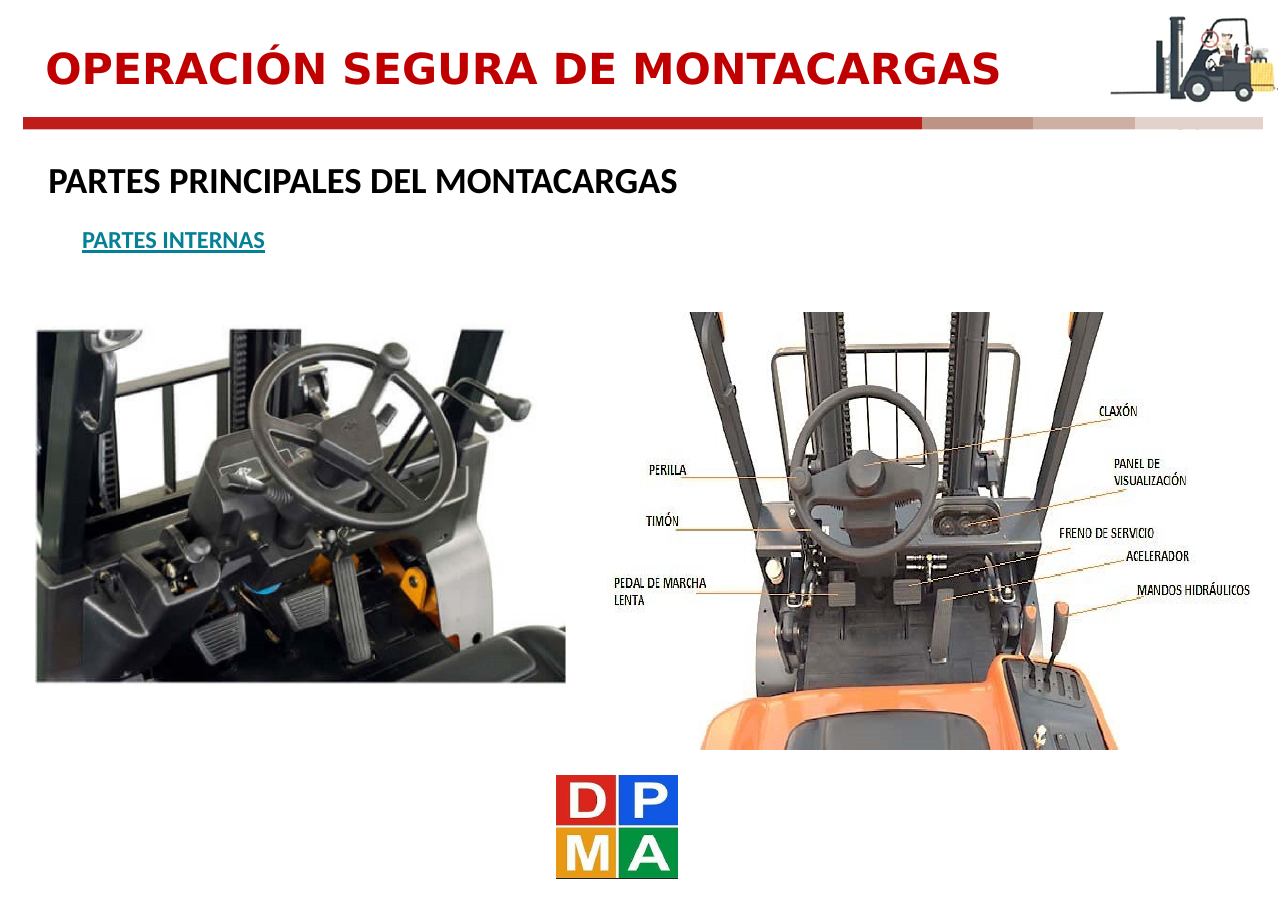 OPERACIÓN SEGURA DE MONTACARGAS
PARTES PRINCIPALES DEL MONTACARGAS
PARTES INTERNAS
CLAXÓN
PERILLA
PANEL DE
VISUALIZACIÓN
TIMÓN
FRENO DE SERVICIO
ACELERADOR
PEDAL DE MARCHA
LENTA
MANDOS HIDRÁULICOS
D P
M A